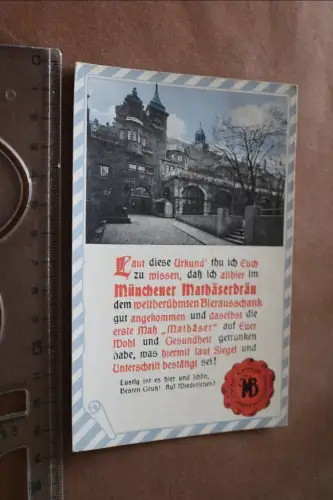 Laut diese Urkund' thu ich Euch
zu wissen, daß ich allhier im
Münchener Mathäserbräu
dem weltberühmten Bierausschank
gut angekommen und daselbst die
erste Maß „Mathäser" auf Euer
Wohl und Gesundheit getrunken
habe, was hiermit laut Siegel und
Unterschrift bestätigt sei!
Lustig ist es hier und schön,
Besten Gruß! Auf Wiedersehen!
MB